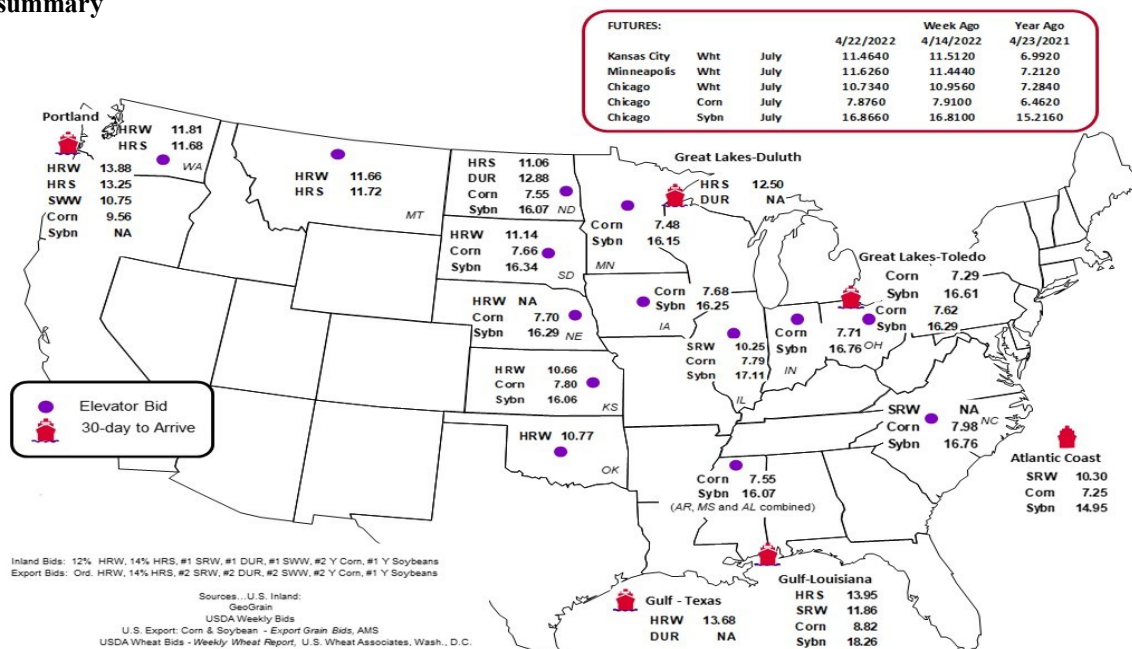 summary
FUTURES: Week Ago Year Ago
4/22/2022 4/14/2022 4/23/2021
Kansas City Wht July 11.4640 11.5120 6.9920
Minneapolis Wht July 11.6260 11.4440 7.2120
Chicago Wht July 10.7340 10.9560 7.2840
Chicago Corn July 7.8760 7.9100 6.4620
Chicago Sybn July 16.8660 16.8100 15.2160
Portland
HRW 11.81
HRS 11.68
WA
HRW 13.88
HRS 13.25
SWW 10.75
Corn 9.56
Sybn NA
HRW 11.66
HRS 11.72
MT
HRS 11.06
DUR 12.88
Corn 7.55
Sybn 16.07 ND
HRW 11.14
Corn 7.66
Sybn 16.34
SD
HRW NA
Corn 7.70
Sybn 16.29 NE
HRW 10.66
Corn 7.80
Sybn 16.06
KS
HRW 10.77
OK
Great Lakes-Duluth
HRS 12.50
DUR NA
Corn 7.48
Sybn 16.15
MN
Corn 7.68
Sybn 16.25
IA
SRW 10.25
Corn 7.79
Sybn 17.11
IL
Great Lakes-Toledo
Corn 7.29
Sybn 16.61
Corn 7.62
Sybn 16.29
OH
Corn 7.71
Sybn 16.76
IN
SRW NA
Corn 7.98 NC
Sybn 16.76
Atlantic Coast
SRW 10.30
Corn 7.25
Sybn 14.95
Corn 7.55
Sybn 16.07
(AR, MS and AL combined)
Gulf-Louisiana
HRS 13.95
SRW 11.86
Corn 8.82
Sybn 18.26
Gulf - Texas
HRW 13.68
DUR NA
Elevator Bid
30-day to Arrive
Inland Bids: 12% HRW, 14% HRS, #1 SRW, #1 DUR, #1 SWW, #2 Y Corn, #1 Y Soybeans
Export Bids: Ord. HRW, 14% HRS, #2 SRW, #2 DUR, #2 SWW, #2 Y Corn, #1 Y Soybeans
Sources...U.S. Inland:
GeoGrain
USDA Weekly Bids
U.S. Export: Corn & Soybean - Export Grain Bids, AMS
USDA Wheat Bids - Weekly Wheat Report, U.S. Wheat Associates, Wash., D.C.